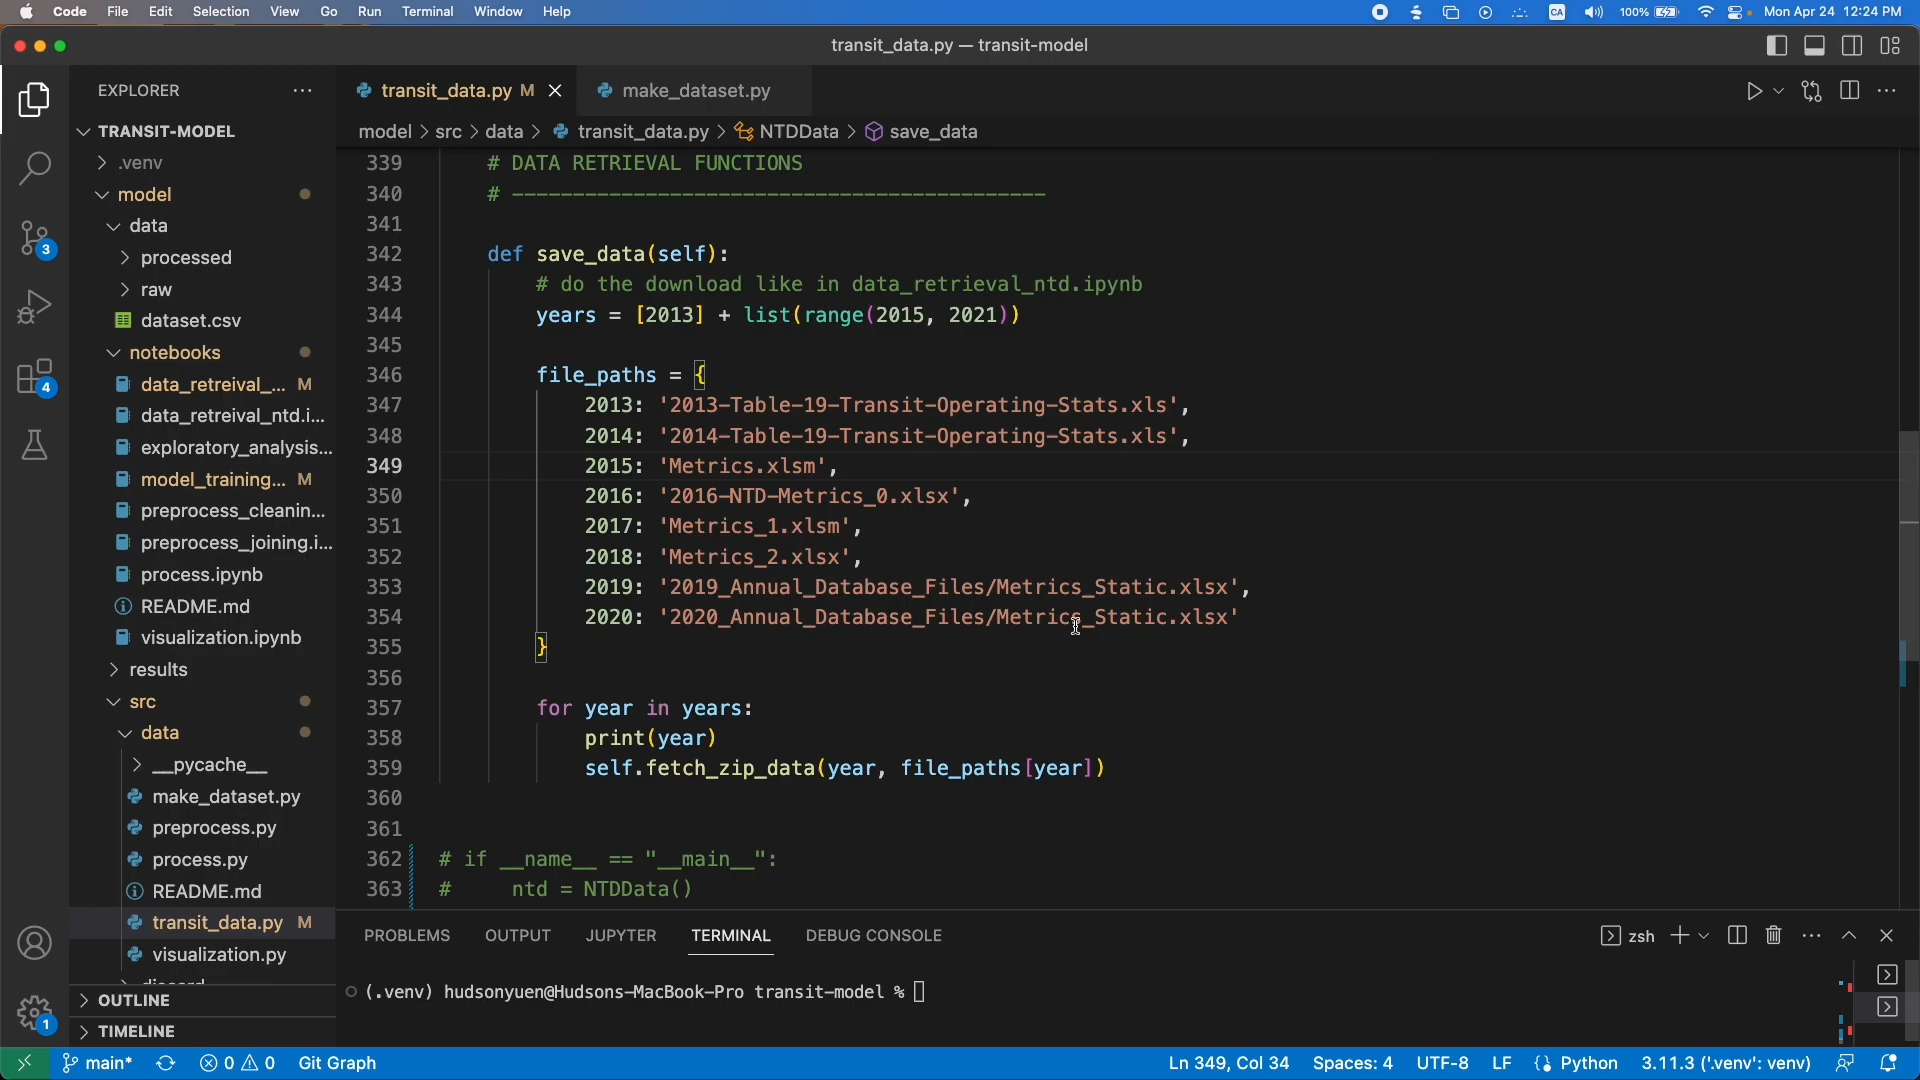 Code File Edit Selection View Go Run Terminal Window Help CA 100% Mon Apr 24 12:24 PM
transit_data.py — transit-model
EXPLORER ···
transit_data.py M
make_dataset.py
TRANSIT-MODEL
model > src > data > transit_data.py > NTDData > save_data
.venv
model
data
processed
raw
dataset.csv
notebooks
data_retreival_... M
data_retreival_ntd.i...
exploratory_analysis...
model_training... M
preprocess_cleanin...
preprocess_joining.i...
process.ipynb
README.md
visualization.ipynb
results
src
data
__pycache__
make_dataset.py
preprocess.py
process.py
README.md
transit_data.py M
visualization.py
OUTLINE
TIMELINE
3
4
1
339 # DATA RETRIEVAL FUNCTIONS
340 # --------------------------------------------
341
342 def save_data(self):
343 # do the download like in data_retrieval_ntd.ipynb
344 years = [2013] + list(range(2015, 2021))
345
346 file_paths = {
347 2013: '2013-Table-19-Transit-Operating-Stats.xls',
348 2014: '2014-Table-19-Transit-Operating-Stats.xls',
349 2015: 'Metrics.xlsm',
350 2016: '2016-NTD-Metrics_0.xlsx',
351 2017: 'Metrics_1.xlsm',
352 2018: 'Metrics_2.xlsx',
353 2019: '2019_Annual_Database_Files/Metrics_Static.xlsx',
354 2020: '2020_Annual_Database_Files/Metrics_Static.xlsx'
355 }
356
357 for year in years:
358 print(year)
359 self.fetch_zip_data(year, file_paths[year])
360
361
362 # if __name__ == "__main__":
363 # ntd = NTDData()
PROBLEMS OUTPUT JUPYTER TERMINAL DEBUG CONSOLE
zsh
(.venv) hudsonyuen@Hudsons-MacBook-Pro transit-model %
main* 0 0 Git Graph
Ln 349, Col 34 Spaces: 4 UTF-8 LF Python 3.11.3 ('.venv': venv)